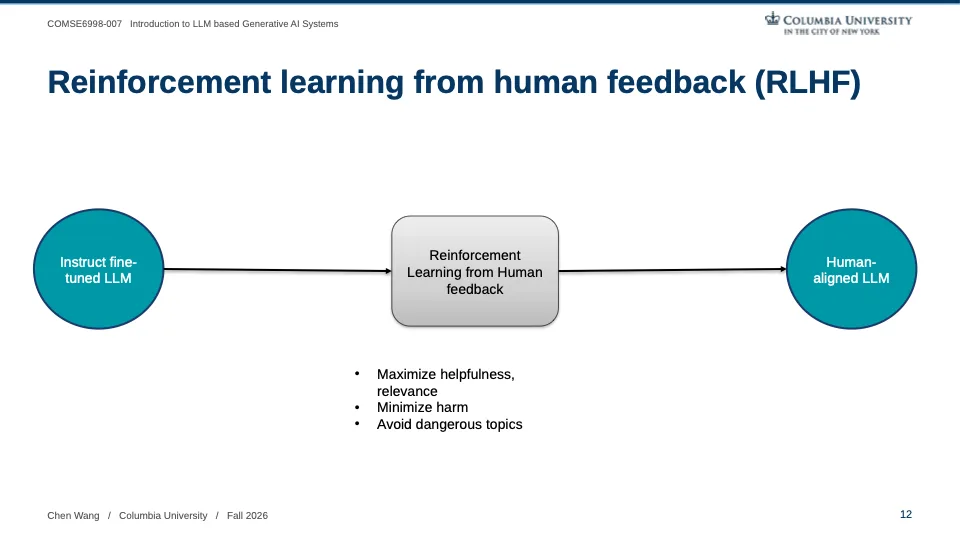 COMSE6998-007 Introduction to LLM based Generative AI Systems
COLUMBIA UNIVERSITY
IN THE CITY OF NEW YORK
Reinforcement learning from human feedback (RLHF)
Instruct fine-
tuned LLM
Reinforcement
Learning from Human
feedback
Human-
aligned LLM
• Maximize helpfulness,
relevance
• Minimize harm
• Avoid dangerous topics
Chen Wang / Columbia University / Fall 2026
12